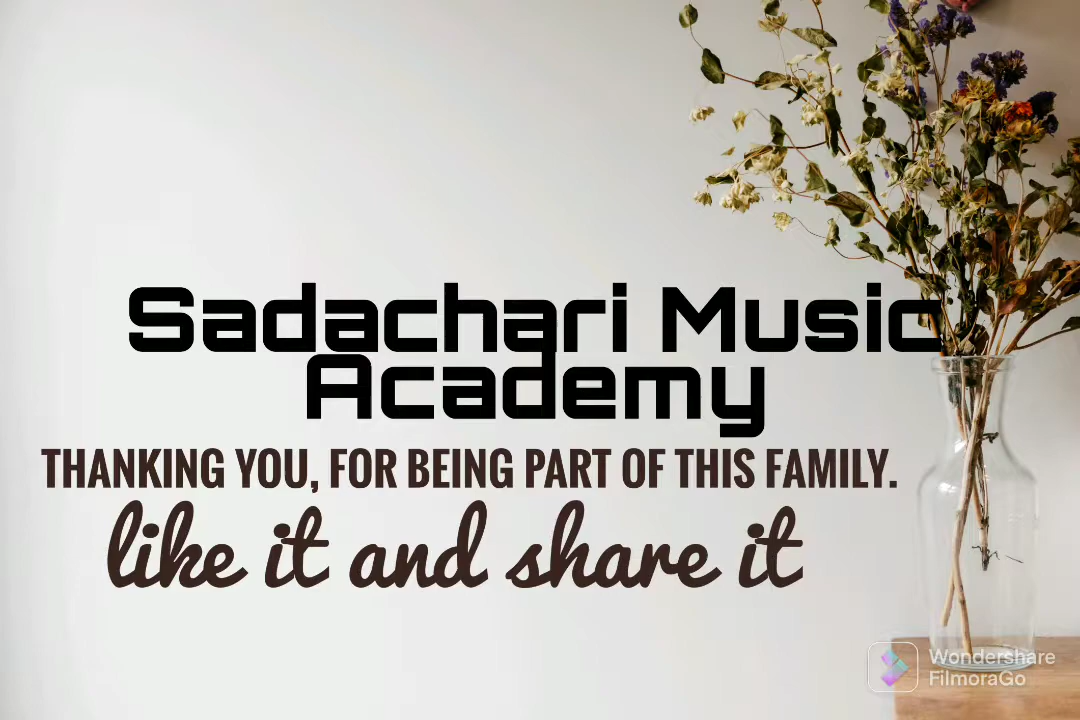 Sadachari Music
Academy
THANKING YOU, FOR BEING PART OF THIS FAMILY.
like it and share it
Wondershare
FilmoraGo